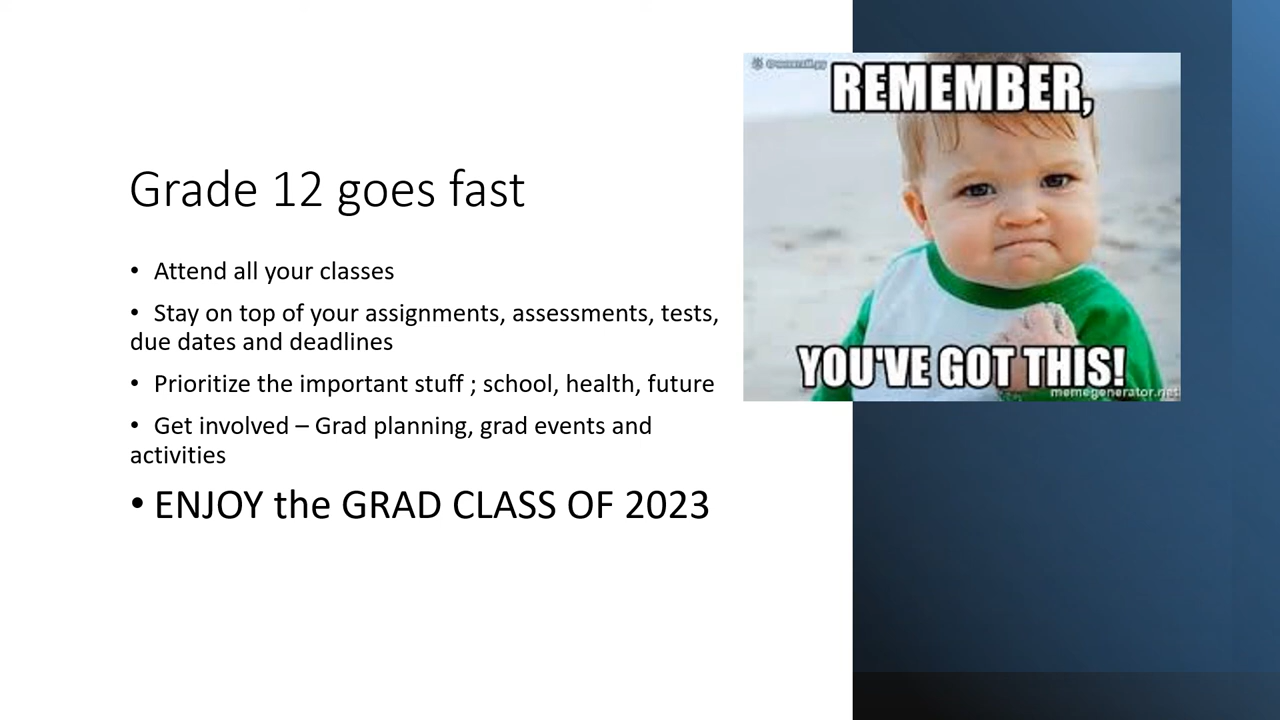 Grade 12 goes fast
• Attend all your classes
• Stay on top of your assignments, assessments, tests,
due dates and deadlines
• Prioritize the important stuff ; school, health, future
• Get involved – Grad planning, grad events and
activities
• ENJOY the GRAD CLASS OF 2023
REMEMBER,
YOU'VE GOT THIS!
memegenerator.net